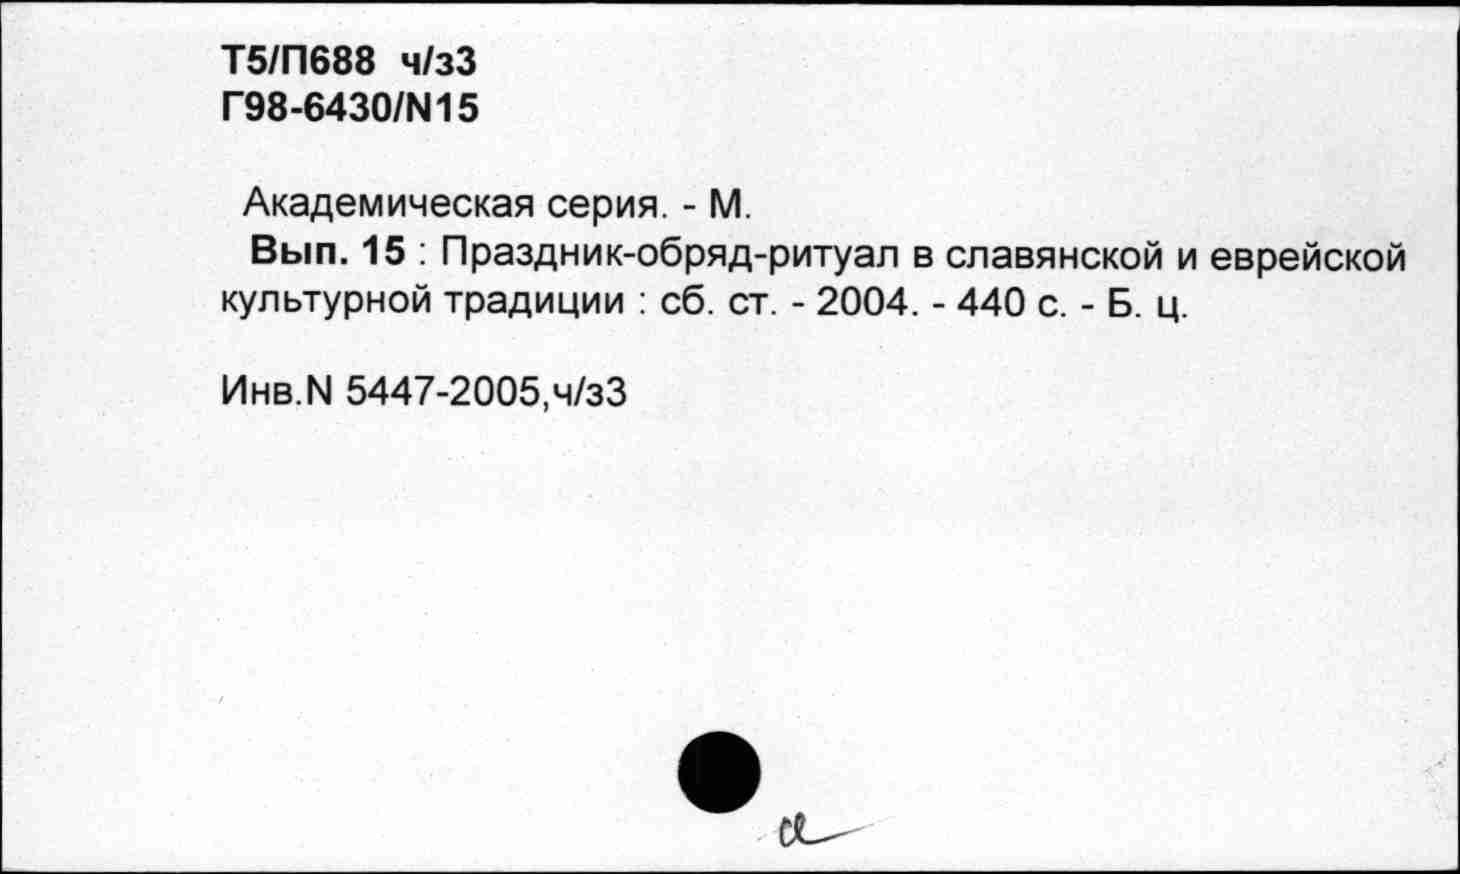 Т5/П688 ч/з3
Г98-6430/N15
Академическая серия. - М.
Вып. 15 : Праздник-обряд-ритуал в славянской и еврейской
культурной традиции : сб. ст. - 2004. - 440 с. - Б. ц.
Инв.N 5447-2005,ч/з3